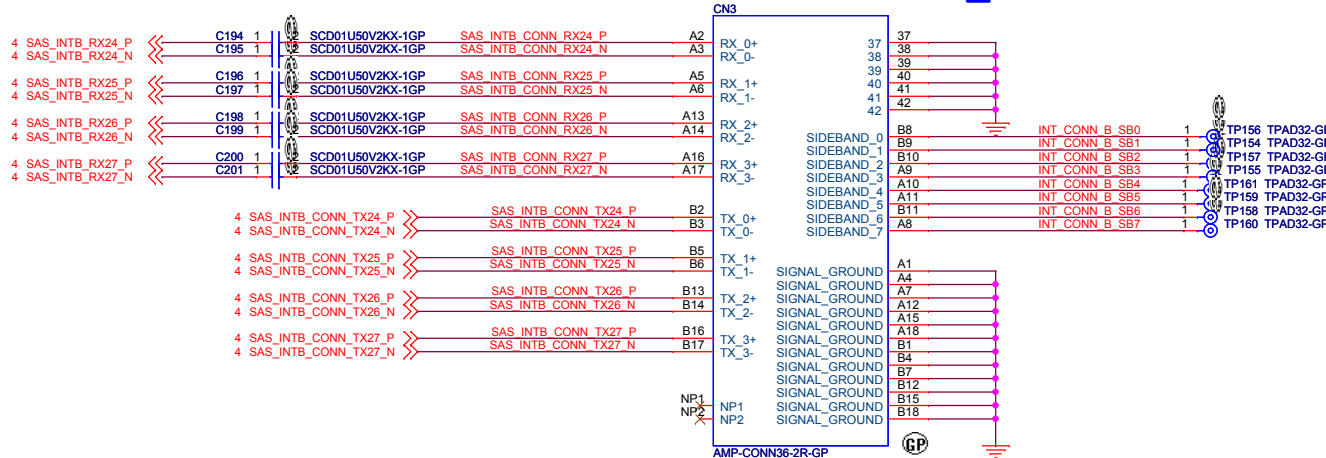 CN3
4 SAS_INTB_RX24_P C194 1 2 SCD01U50V2KX-1GP SAS_INTB_CONN_RX24_P A2 RX_0+ 37 37
4 SAS_INTB_RX24_N C195 1 2 SCD01U50V2KX-1GP SAS_INTB_CONN_RX24_N A3 RX_0- 38 38
39 39
4 SAS_INTB_RX25_P C196 1 2 SCD01U50V2KX-1GP SAS_INTB_CONN_RX25_P A5 RX_1+ 40 40
4 SAS_INTB_RX25_N C197 1 2 SCD01U50V2KX-1GP SAS_INTB_CONN_RX25_N A6 RX_1- 41 41
42 42
4 SAS_INTB_RX26_P C198 1 2 SCD01U50V2KX-1GP SAS_INTB_CONN_RX26_P A13 RX_2+
4 SAS_INTB_RX26_N C199 1 2 SCD01U50V2KX-1GP SAS_INTB_CONN_RX26_N A14 RX_2- SIDEBAND_0 B8 INT_CONN_B_SB0 1 TP156 TPAD32-GP
SIDEBAND_1 B9 INT_CONN_B_SB1 1 TP154 TPAD32-GP
4 SAS_INTB_RX27_P C200 1 2 SCD01U50V2KX-1GP SAS_INTB_CONN_RX27_P A16 RX_3+ SIDEBAND_2 B10 INT_CONN_B_SB2 1 TP157 TPAD32-GP
4 SAS_INTB_RX27_N C201 1 2 SCD01U50V2KX-1GP SAS_INTB_CONN_RX27_N A17 RX_3- SIDEBAND_3 A9 INT_CONN_B_SB3 1 TP155 TPAD32-GP
SIDEBAND_4 A10 INT_CONN_B_SB4 1 TP161 TPAD32-GP
SIDEBAND_5 A11 INT_CONN_B_SB5 1 TP159 TPAD32-GP
4 SAS_INTB_CONN_TX24_P SAS_INTB_CONN_TX24_P B2 TX_0+ SIDEBAND_6 B11 INT_CONN_B_SB6 1 TP158 TPAD32-GP
4 SAS_INTB_CONN_TX24_N SAS_INTB_CONN_TX24_N B3 TX_0- SIDEBAND_7 A8 INT_CONN_B_SB7 1 TP160 TPAD32-GP
4 SAS_INTB_CONN_TX25_P SAS_INTB_CONN_TX25_P B5 TX_1+
4 SAS_INTB_CONN_TX25_N SAS_INTB_CONN_TX25_N B6 TX_1- SIGNAL_GROUND A1
SIGNAL_GROUND A4
4 SAS_INTB_CONN_TX26_P SAS_INTB_CONN_TX26_P B13 TX_2+ SIGNAL_GROUND A7
4 SAS_INTB_CONN_TX26_N SAS_INTB_CONN_TX26_N B14 TX_2- SIGNAL_GROUND A12
SIGNAL_GROUND A15
4 SAS_INTB_CONN_TX27_P SAS_INTB_CONN_TX27_P B16 TX_3+ SIGNAL_GROUND A18
4 SAS_INTB_CONN_TX27_N SAS_INTB_CONN_TX27_N B17 TX_3- SIGNAL_GROUND B1
SIGNAL_GROUND B4
SIGNAL_GROUND B7
SIGNAL_GROUND B12
NP1 NP1 SIGNAL_GROUND B15
NP2 NP2 SIGNAL_GROUND B18
GP
AMP-CONN36-2R-GP